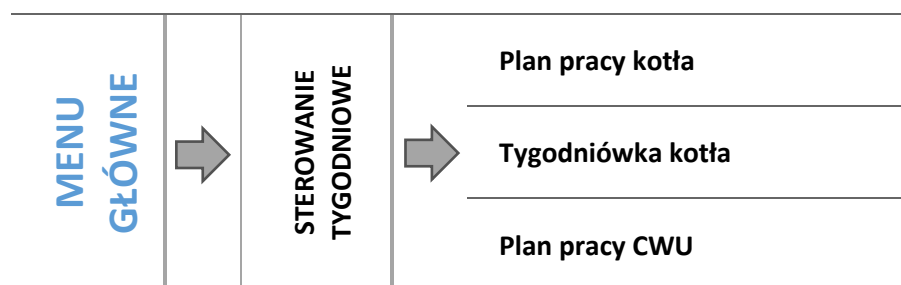 MENU
GŁÓWNE
STEROWANIE
TYGODNIOWE
Plan pracy kotła
Tygodniówka kotła
Plan pracy CWU